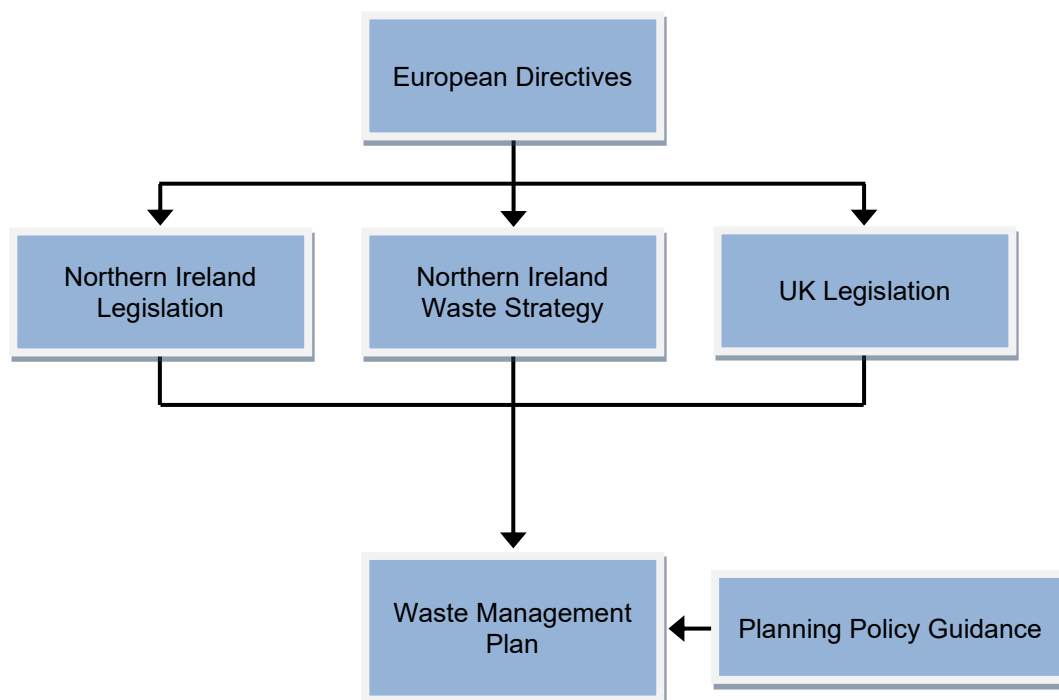 European Directives
Northern Ireland
Legislation
Northern Ireland
Waste Strategy
UK Legislation
Waste Management
Plan
Planning Policy Guidance